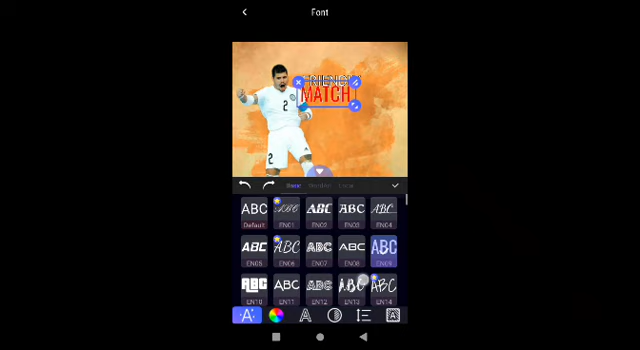 Font
FRIENDLY
MATCH
2
2
Basic
ABC
ABC
ABC
ABC
ABC
Default
EN01
EN02
EN03
EN04
ABC
ABC
ABC
ABC
ABC
EN05
EN06
EN07
EN08
EN09
ABC
ABC
ABC
ABC
ABC
EN10
EN11
EN12
EN13
EN14
A
A
A